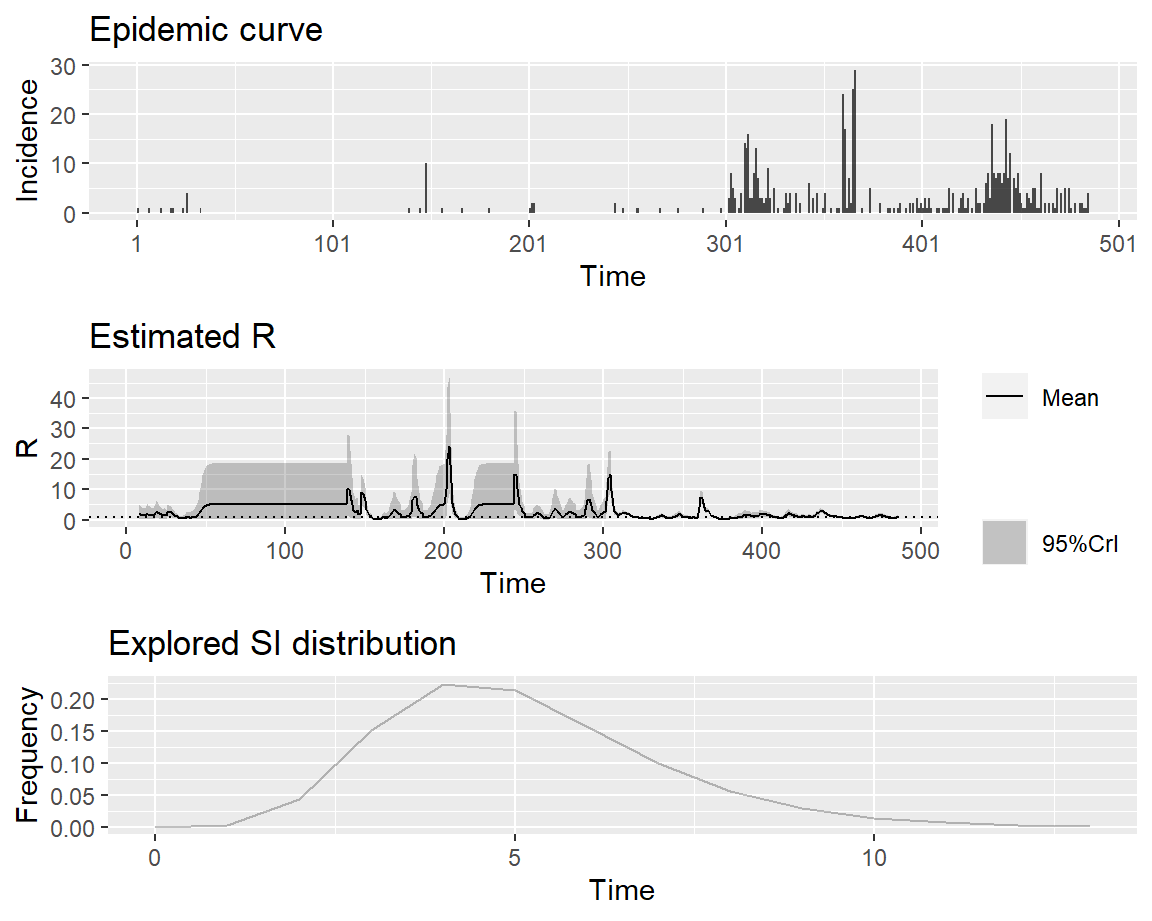 Epidemic curve
30
20
10
0
Incidence
1 101 201 301 401 501
Time
Estimated R
40
30
20
10
0
R
0 100 200 300 400 500
Time
Mean
95%CrI
Explored SI distribution
0.20
0.15
0.10
0.05
0.00
Frequency
0 5 10
Time